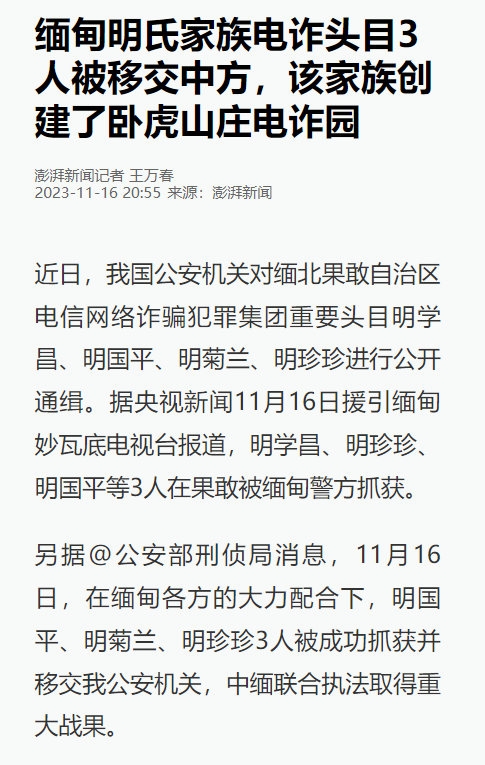 缅甸明氏家族电诈头目3
人被移交中方，该家族创
建了卧虎山庄电诈园
澎湃新闻记者 王万春
2023-11-16 20:55 来源：澎湃新闻
近日，我国公安机关对缅北果敢自治区
电信网络诈骗犯罪集团重要头目明学
昌、明国平、明菊兰、明珍珍进行公开
通缉。据央视新闻11月16日援引缅甸
妙瓦底电视台报道，明学昌、明珍珍、
明国平等3人在果敢被缅甸警方抓获。
另据@公安部刑侦局消息，11月16
日，在缅甸各方的大力配合下，明国
平、明菊兰、明珍珍3人被成功抓获并
移交我公安机关，中缅联合执法取得重
大战果。